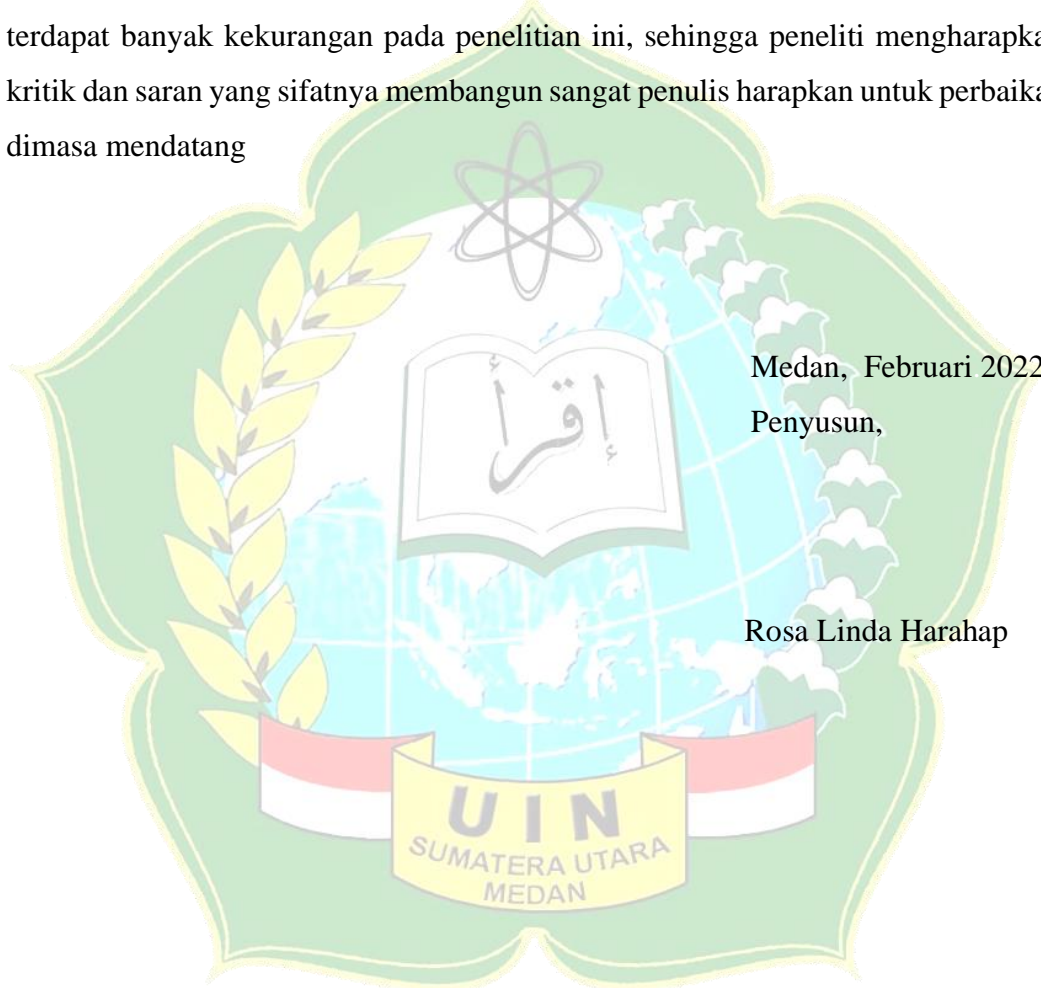 terdapat banyak kekurangan pada penelitian ini, sehingga peneliti mengharapka
kritik dan saran yang sifatnya membangun sangat penulis harapkan untuk perbaika
dimasa mendatang
إقرأ
Medan, Februari 2022
Penyusun,
Rosa Linda Harahap
UIN
SUMATERA UTARA
MEDAN